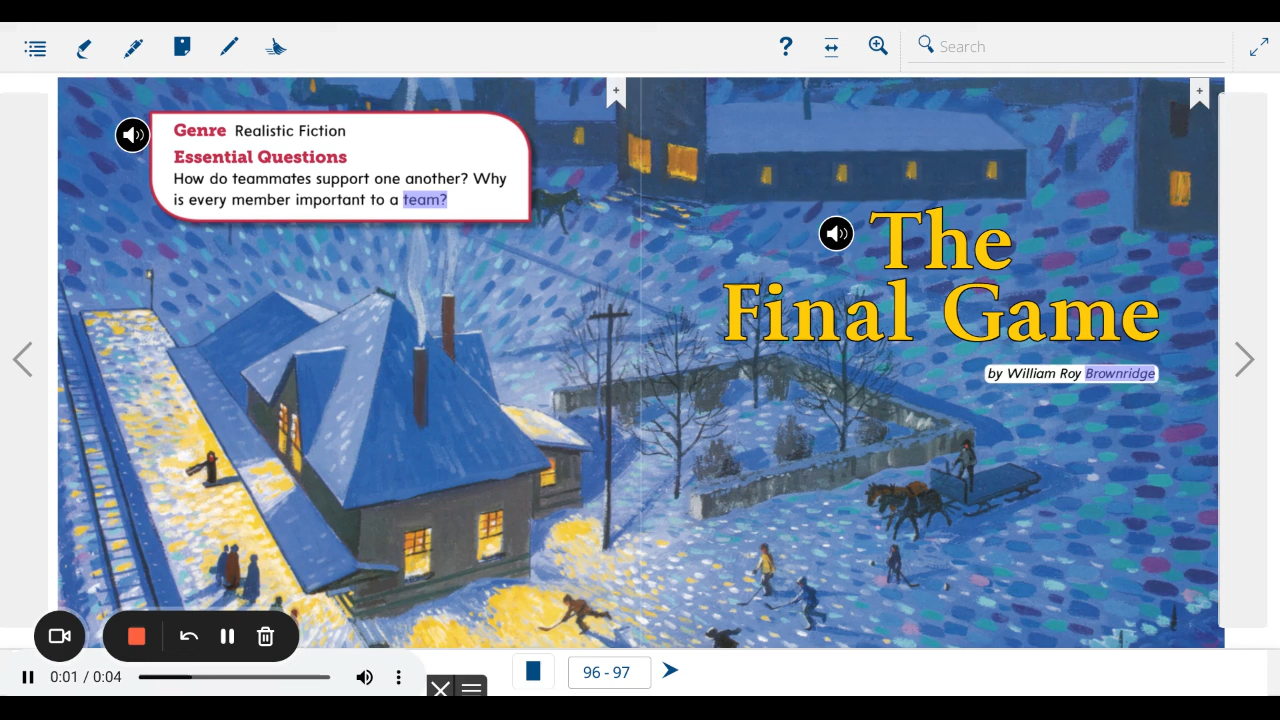 Search
Genre Realistic Fiction
Essential Questions
How do teammates support one another? Why
is every member important to a team?
The
Final Game
by William Roy Brownridge
0:01 / 0:04
96 - 97